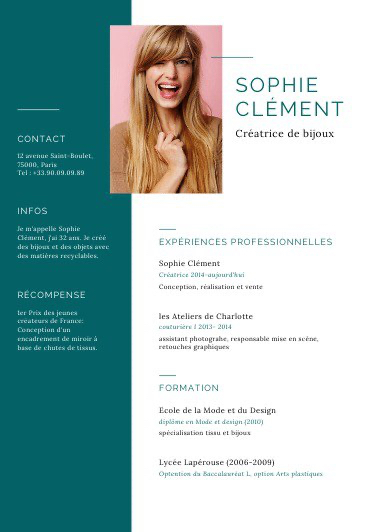 SOPHIE
CLÉMENT
Créatrice de bijoux
CONTACT
12 avenue Saint-Boulet,
75000, Paris
Tel : +33.90.09.09.89
INFOS
Je m'appelle Sophie
Clément, j'ai 32 ans. Je créé
des bijoux et des objets avec
des matières recyclables.
RÉCOMPENSE
1er Prix des jeunes
créateurs de France:
Conception d'un
encadrement de miroir à
base de chutes de tissus.
EXPÉRIENCES PROFESSIONNELLES
Sophie Clément
Créatrice 2014-aujourd'hui
Conception, réalisation et vente
les Ateliers de Charlotte
couturière I 2013- 2014
assistant photograhe, responsable mise en scène,
retouches graphiques
FORMATION
Ecole de la Mode et du Design
diplôme en Mode et design (2010)
spécialisation tissu et bijoux
Lycée Lapérouse (2006-2009)
Optention du Baccalauréat L, option Arts plastiques